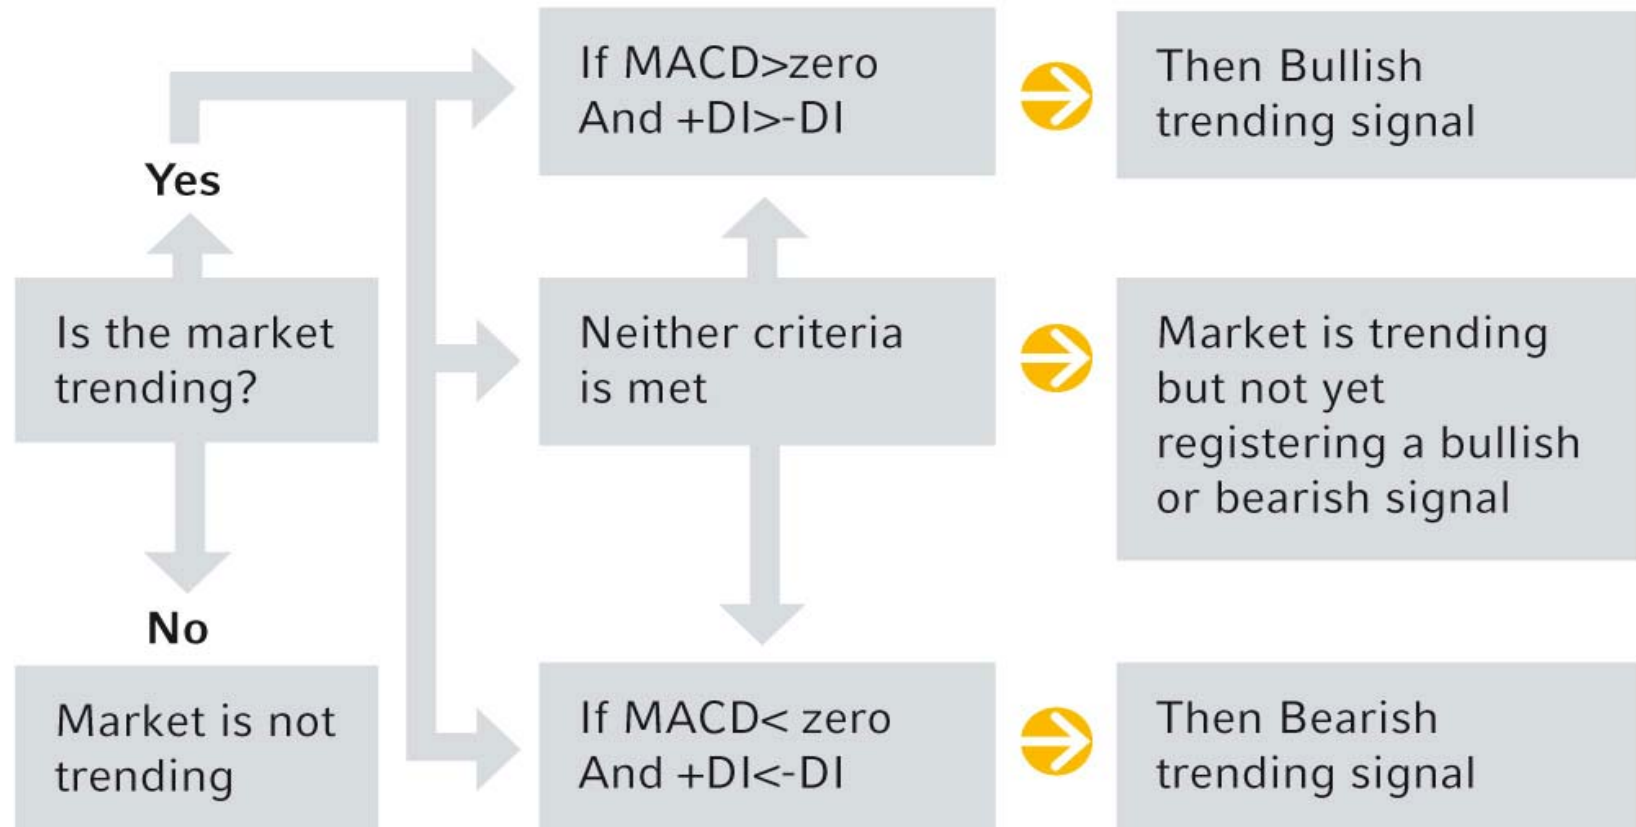 Yes
Is the market
trending?
No
Market is not
trending
If MACD>zero
And +DI>-DI
Then Bullish
trending signal
Neither criteria
is met
Market is trending
but not yet
registering a bullish
or bearish signal
If MACD< zero
And +DI<-DI
Then Bearish
trending signal